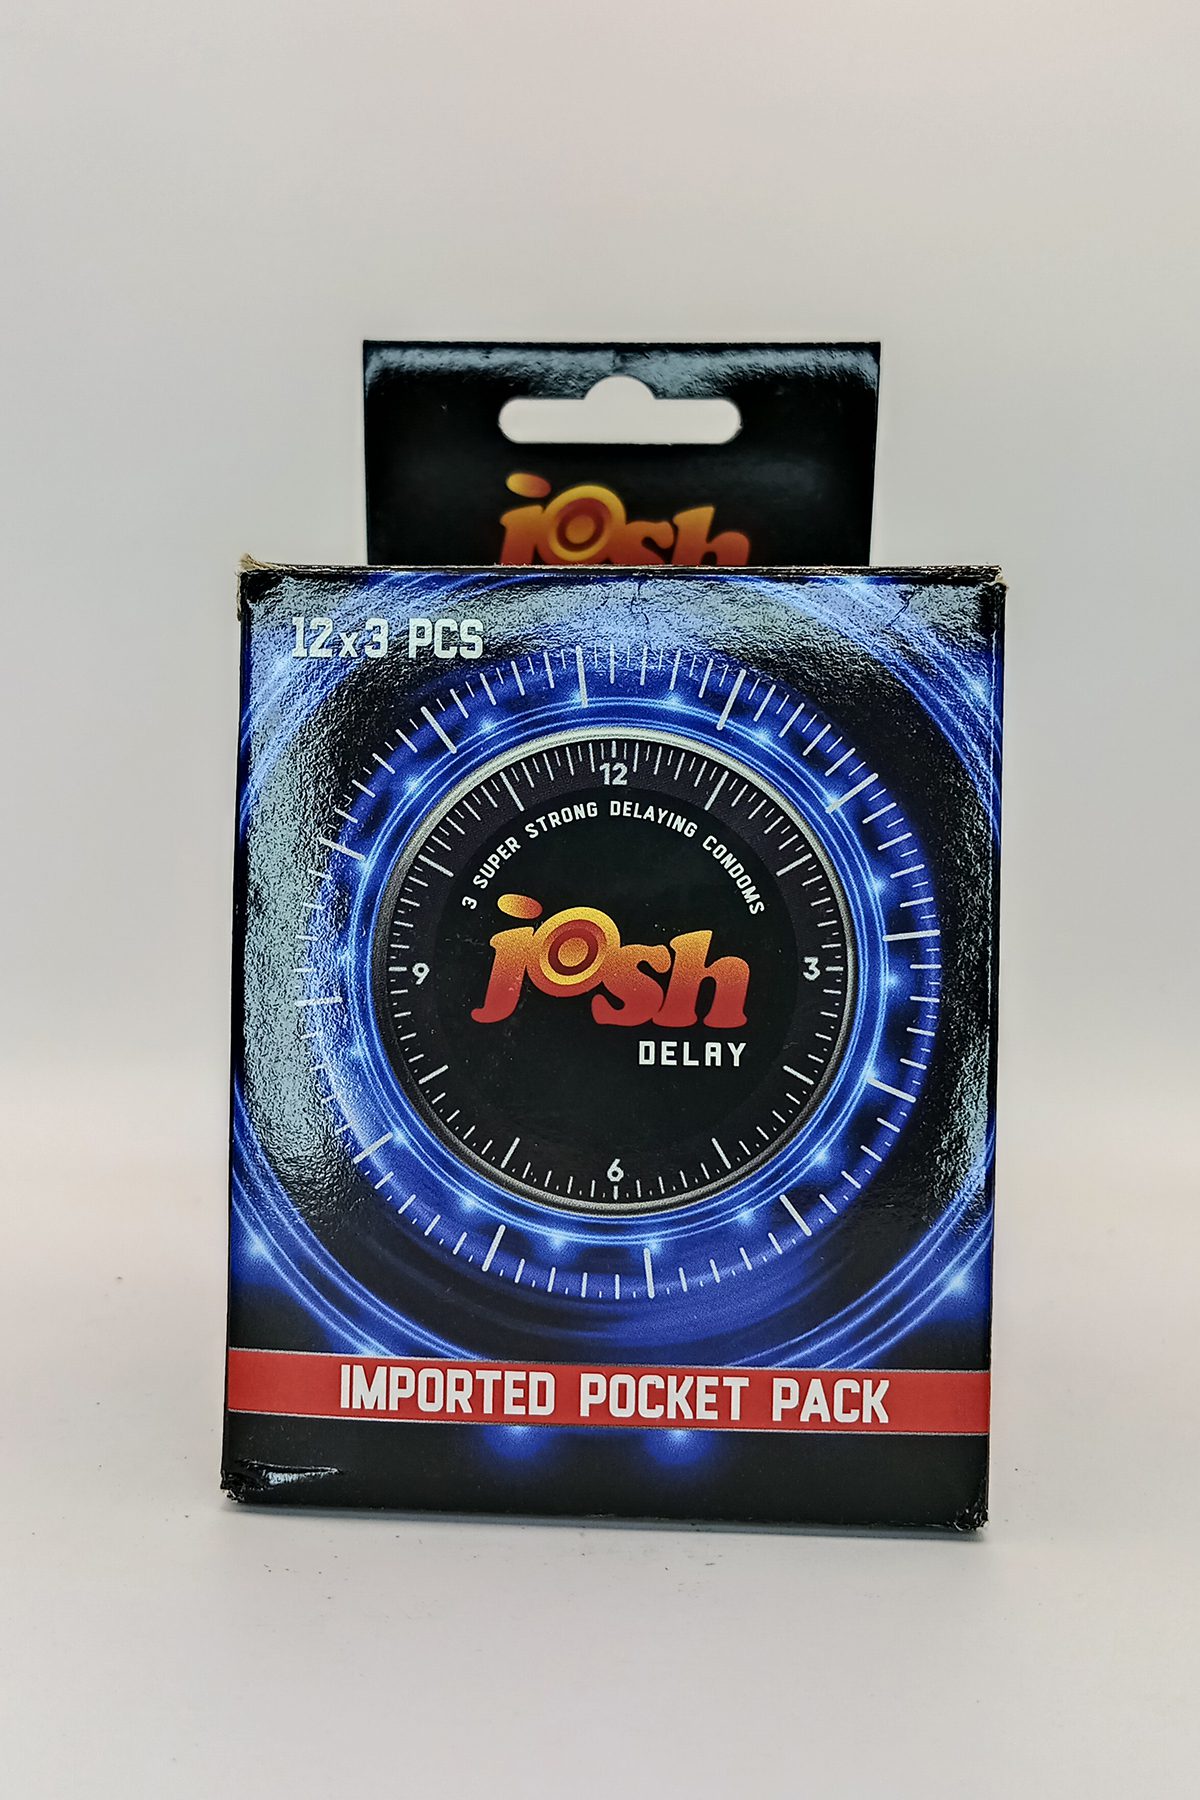 josh
12x3 PCS
12
3 SUPER STRONG DELAYING CONDOMS
josh
9
3
DELAY
6
IMPORTED POCKET PACK